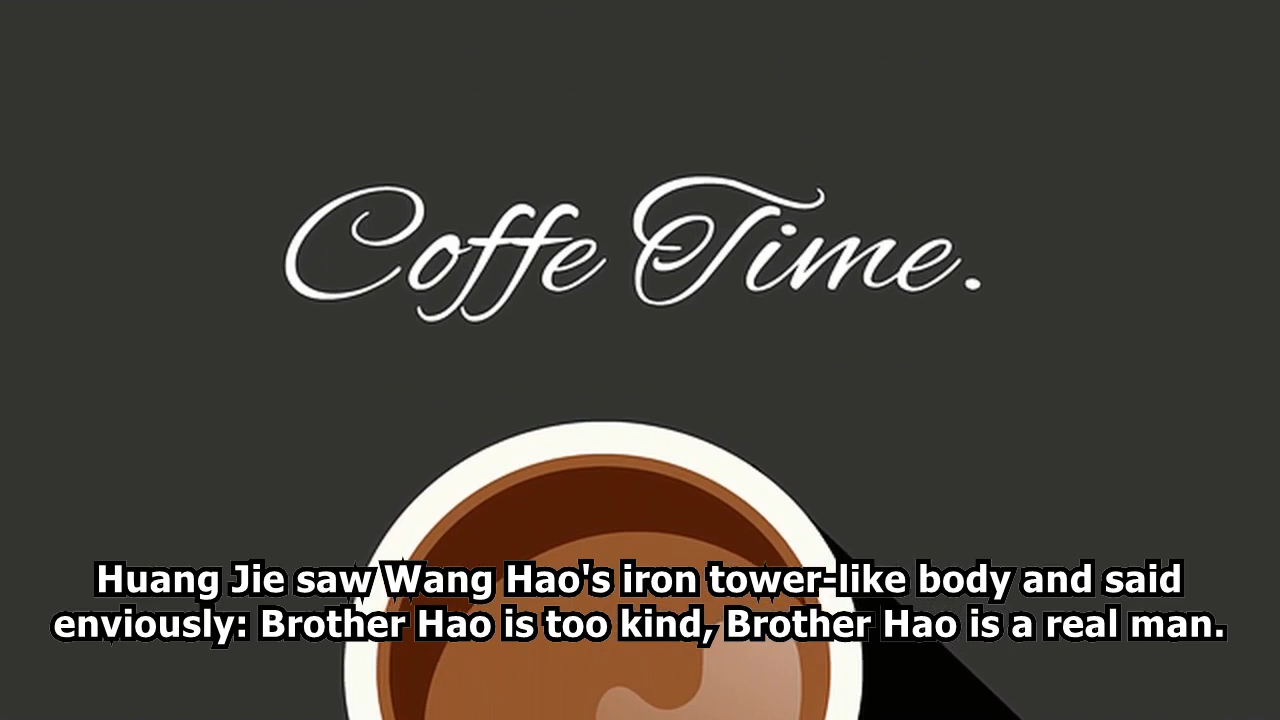 Coffe Time.
Huang Jie saw Wang Hao's iron tower-like body and said
enviously: Brother Hao is too kind, Brother Hao is a real man.